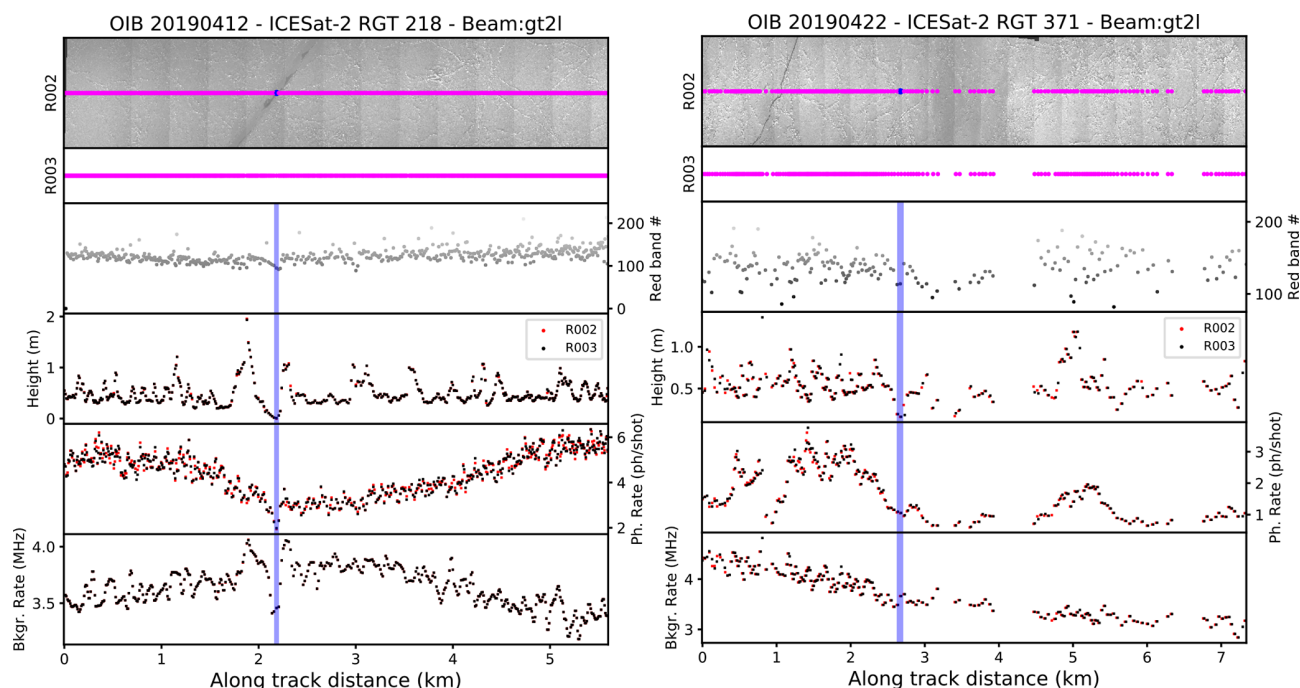 OIB 20190412 - ICESat-2 RGT 218 - Beam:gt2l
R002
R003
200
100
0
Red band #
2
1
0
Height (m)
R002
R003
6
4
2
Ph. Rate (ph/shot)
4.0
3.5
Bkgr. Rate (MHz)
0 1 2 3 4 5
Along track distance (km)
OIB 20190422 - ICESat-2 RGT 371 - Beam:gt2l
R002
R003
200
100
Red band #
1.0
0.5
Height (m)
R002
R003
3
2
1
Ph. Rate (ph/shot)
4
3
Bkgr. Rate (MHz)
0 1 2 3 4 5 6 7
Along track distance (km)